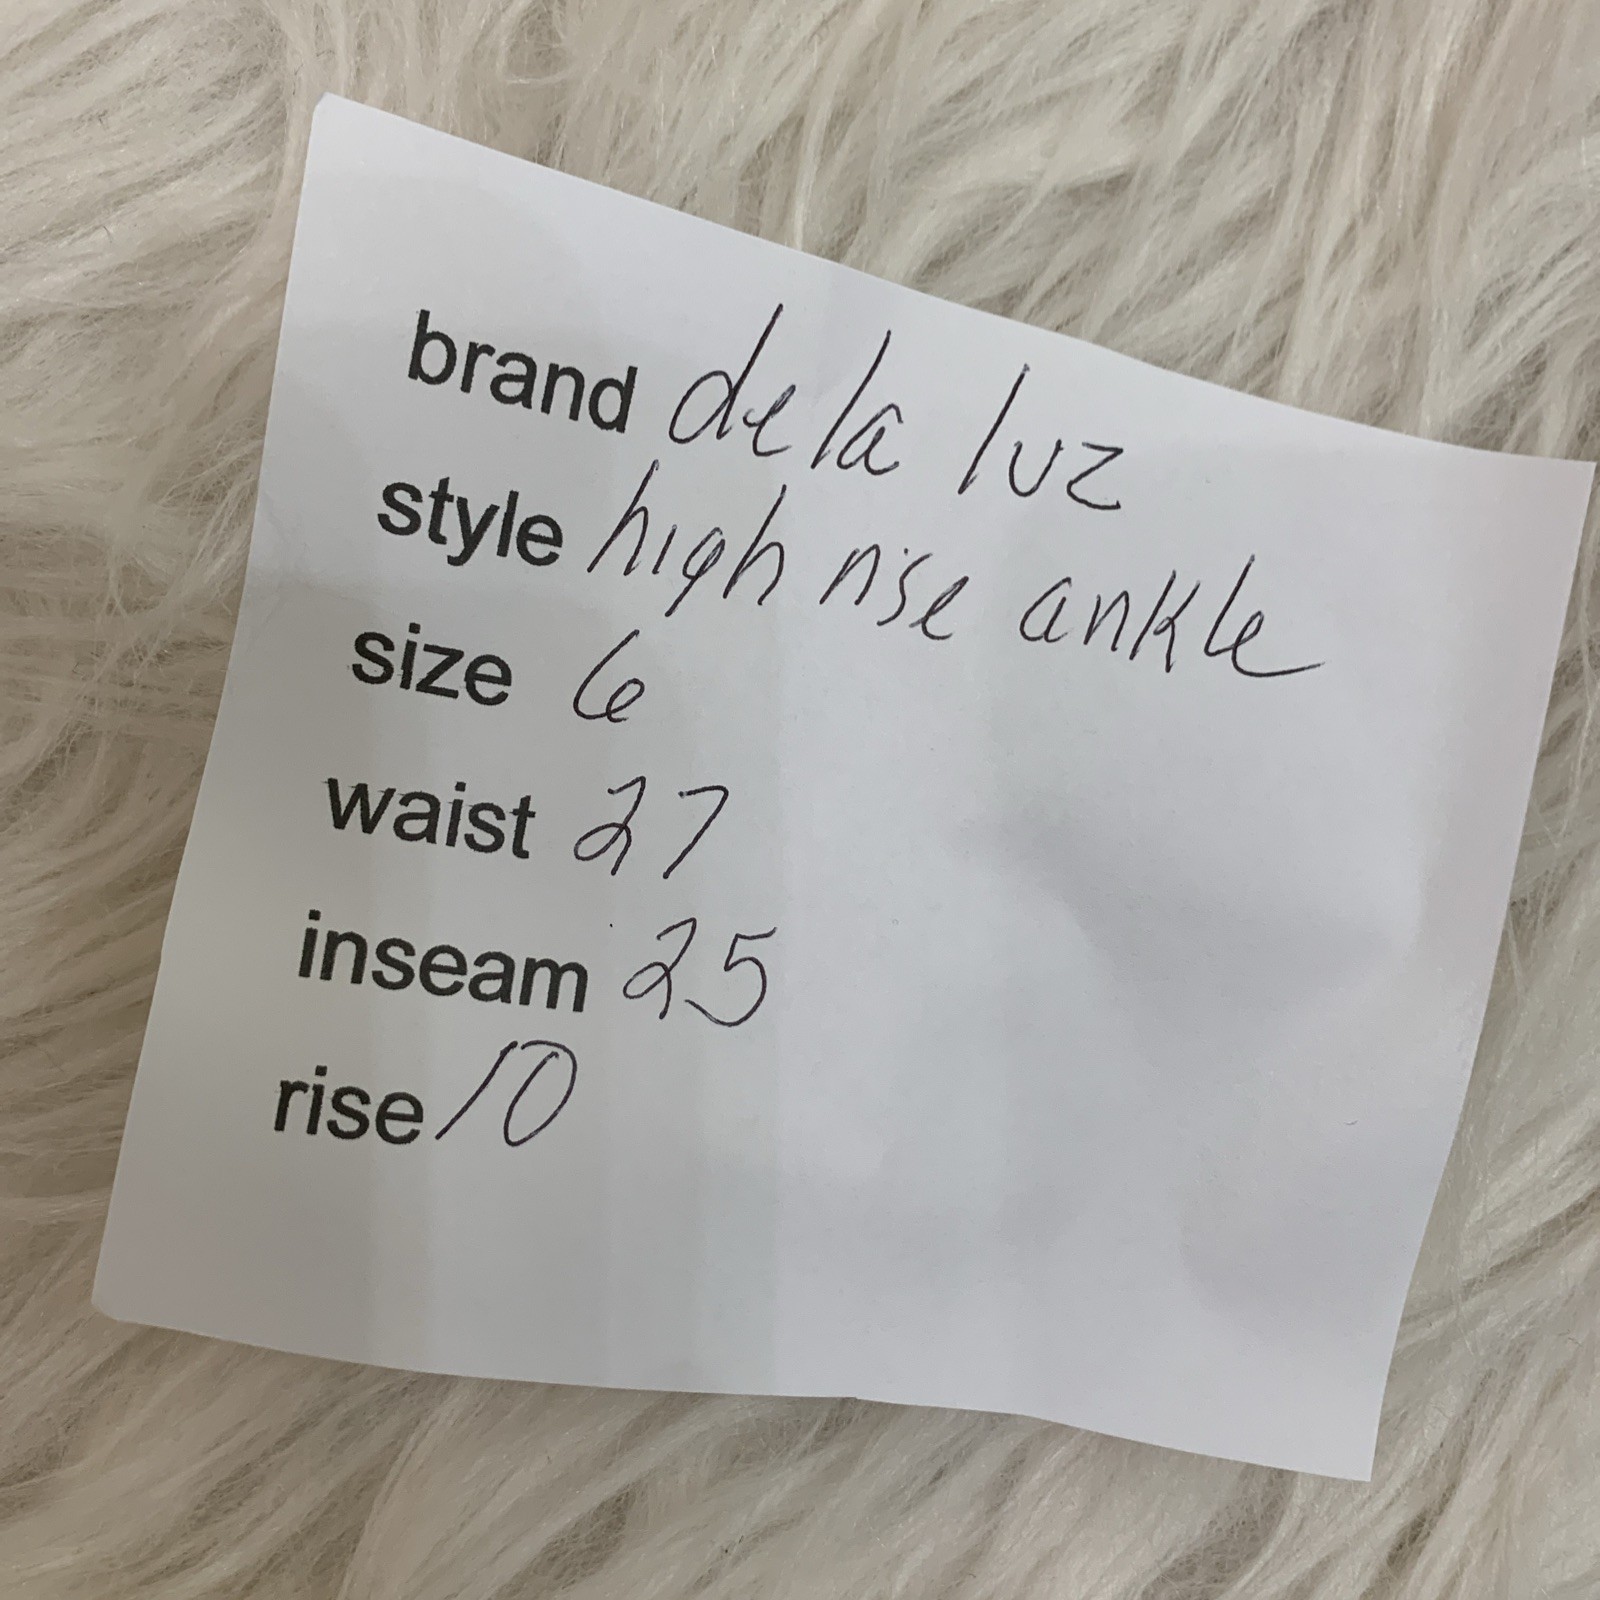 brand de la luz
style high rise ankle
size 6
waist 27
inseam 25
rise 10